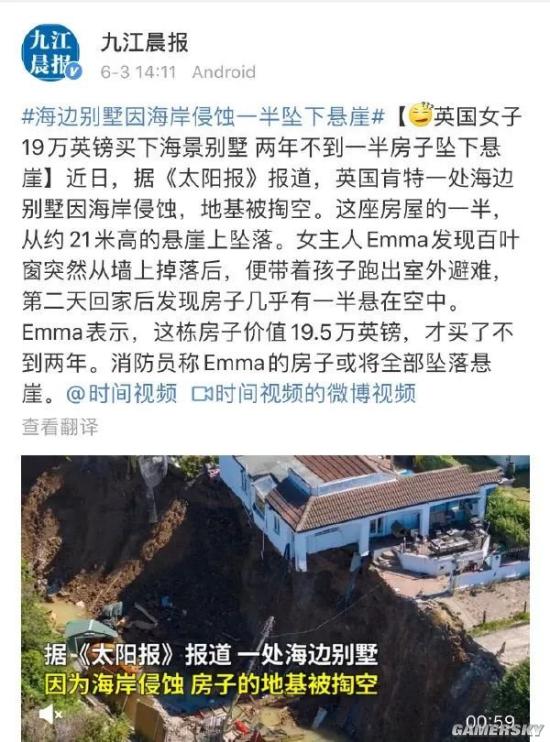 九江
晨报
九江晨报
6-3 14:11 Android
#海边别墅因海岸侵蚀一半坠下悬崖#【英国女子
19万英镑买下海景别墅 两年不到一半房子坠下悬
崖】近日，据《太阳报》报道，英国肯特一处海边
别墅因海岸侵蚀，地基被掏空。这座房屋的一半，
从约21米高的悬崖上坠落。女主人Emma发现百叶
窗突然从墙上掉落后，便带着孩子跑出室外避难，
第二天回家后发现房子几乎有一半悬在空中。
Emma表示，这栋房子价值19.5万英镑，才买了不
到两年。消防员称Emma的房子或将全部坠落悬
崖。@时间视频 时间视频的微博视频
查看翻译
据《太阳报》报道 一处海边别墅
因为海岸侵蚀 房子的地基被掏空
00:59
GAMERSKY